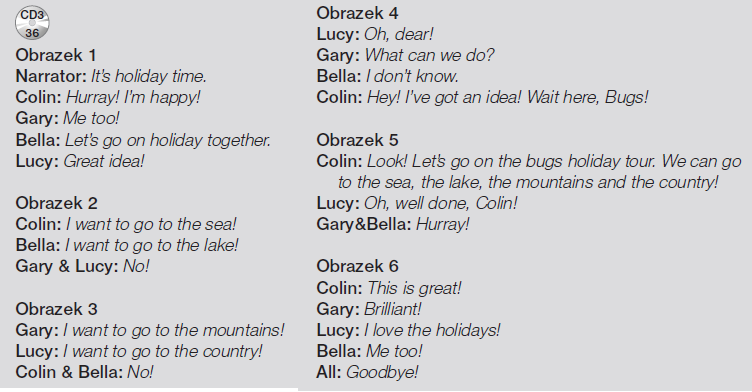 CD3
36
Obrazek 1
Narrator: It's holiday time.
Colin: Hurray! I'm happy!
Gary: Me too!
Bella: Let's go on holiday together.
Lucy: Great idea!
Obrazek 2
Colin: I want to go to the sea!
Bella: I want to go to the lake!
Gary & Lucy: No!
Obrazek 3
Gary: I want to go to the mountains!
Lucy: I want to go to the country!
Colin & Bella: No!
Obrazek 4
Lucy: Oh, dear!
Gary: What can we do?
Bella: I don't know.
Colin: Hey! I've got an idea! Wait here, Bugs!
Obrazek 5
Colin: Look! Let's go on the bugs holiday tour. We can go
to the sea, the lake, the mountains and the country!
Lucy: Oh, well done, Colin!
Gary&Bella: Hurray!
Obrazek 6
Colin: This is great!
Gary: Brilliant!
Lucy: I love the holidays!
Bella: Me too!
All: Goodbye!